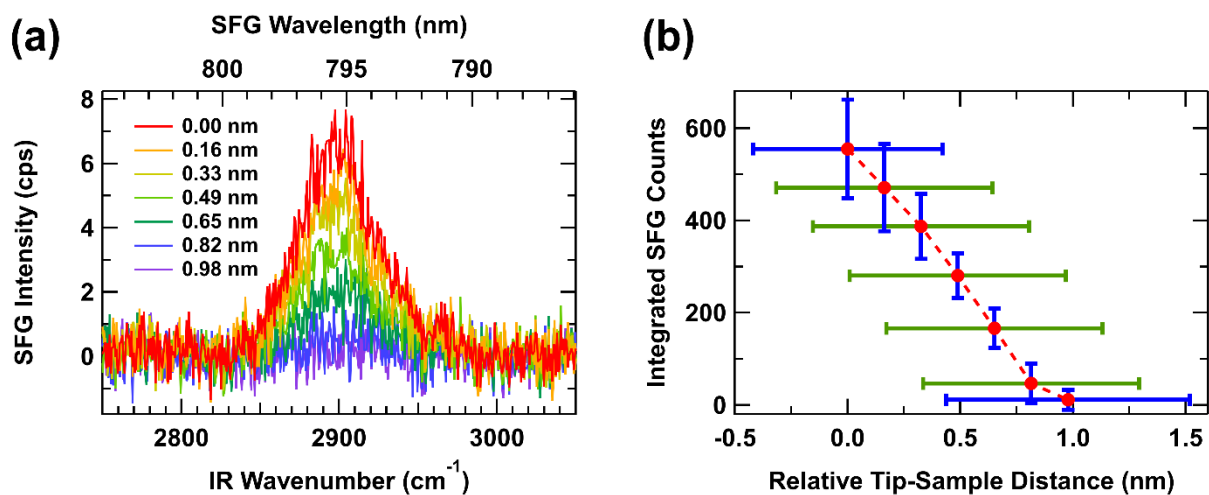 (a)
SFG Wavelength (nm)
800 795 790
SFG Intensity (cps)
8
6
4
2
0
0.00 nm
0.16 nm
0.33 nm
0.49 nm
0.65 nm
0.82 nm
0.98 nm
2800 2900 3000
IR Wavenumber (cm⁻¹)
(b)
Integrated SFG Counts
600
400
200
0
-0.5 0.0 0.5 1.0 1.5
Relative Tip-Sample Distance (nm)